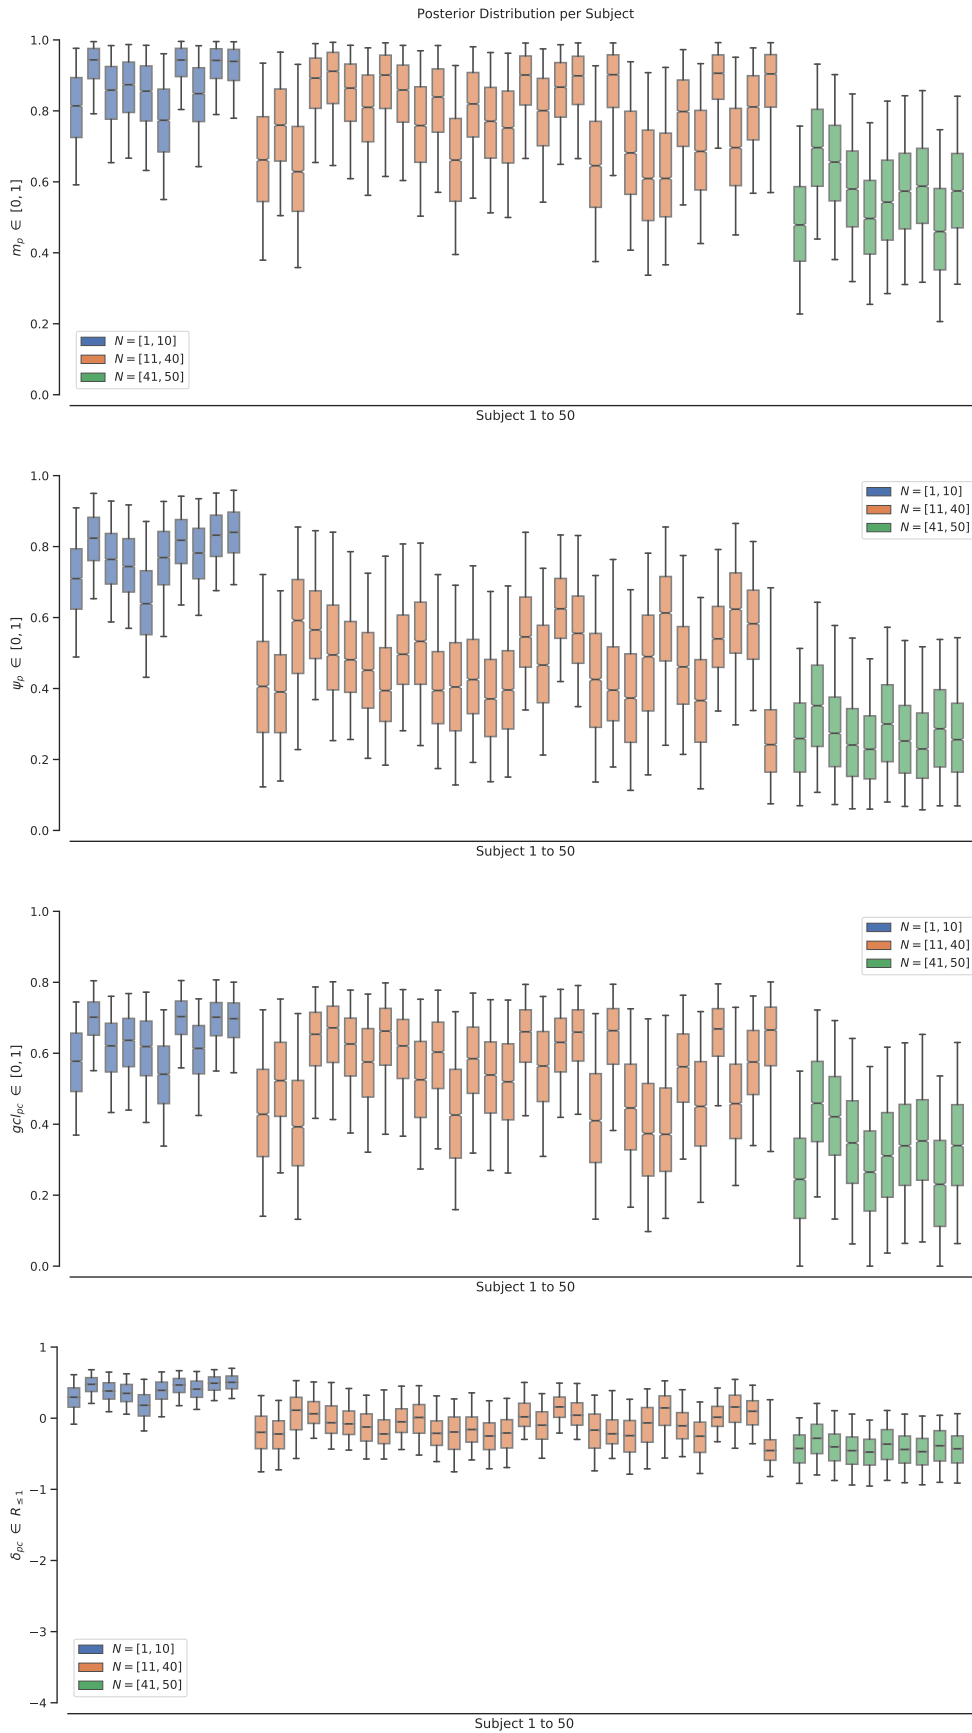 Posterior Distribution per Subject
1.0
0.8
0.6
0.4
0.2
0.0
m_p ∈ [0,1]
N = [1, 10]
N = [11, 40]
N = [41, 50]
Subject 1 to 50
1.0
0.8
0.6
0.4
0.2
0.0
ψ_p ∈ [0,1]
N = [1, 10]
N = [11, 40]
N = [41, 50]
Subject 1 to 50
1.0
0.8
0.6
0.4
0.2
0.0
gcl_pc ∈ [0,1]
N = [1, 10]
N = [11, 40]
N = [41, 50]
Subject 1 to 50
1
0
−1
−2
−3
−4
δ_pc ∈ R_≤1
N = [1, 10]
N = [11, 40]
N = [41, 50]
Subject 1 to 50